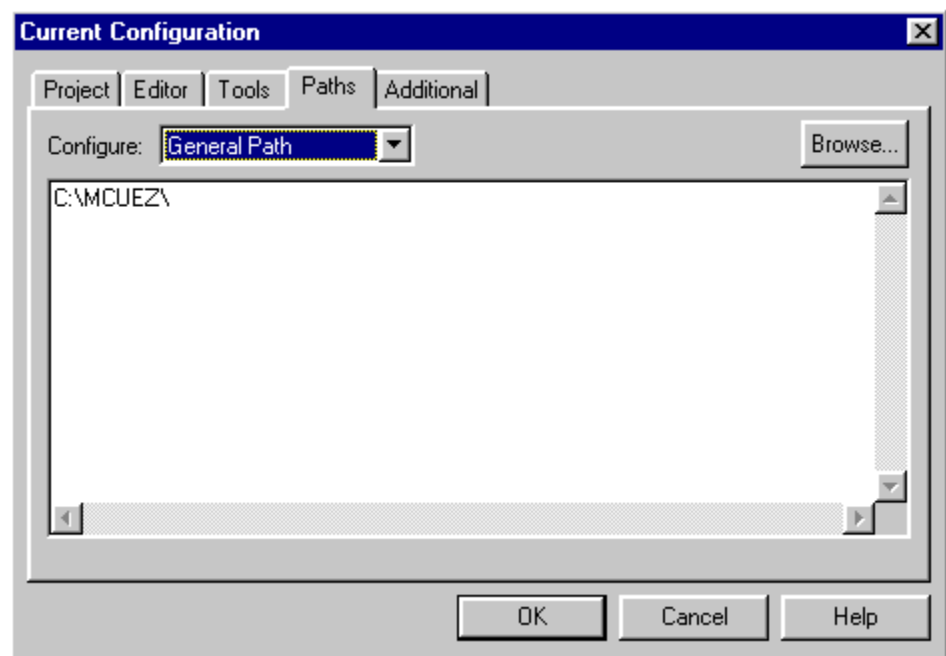 Current Configuration
Project Editor Tools Paths Additional
Configure: General Path Browse...
C:\MCUEZ\
OK Cancel Help